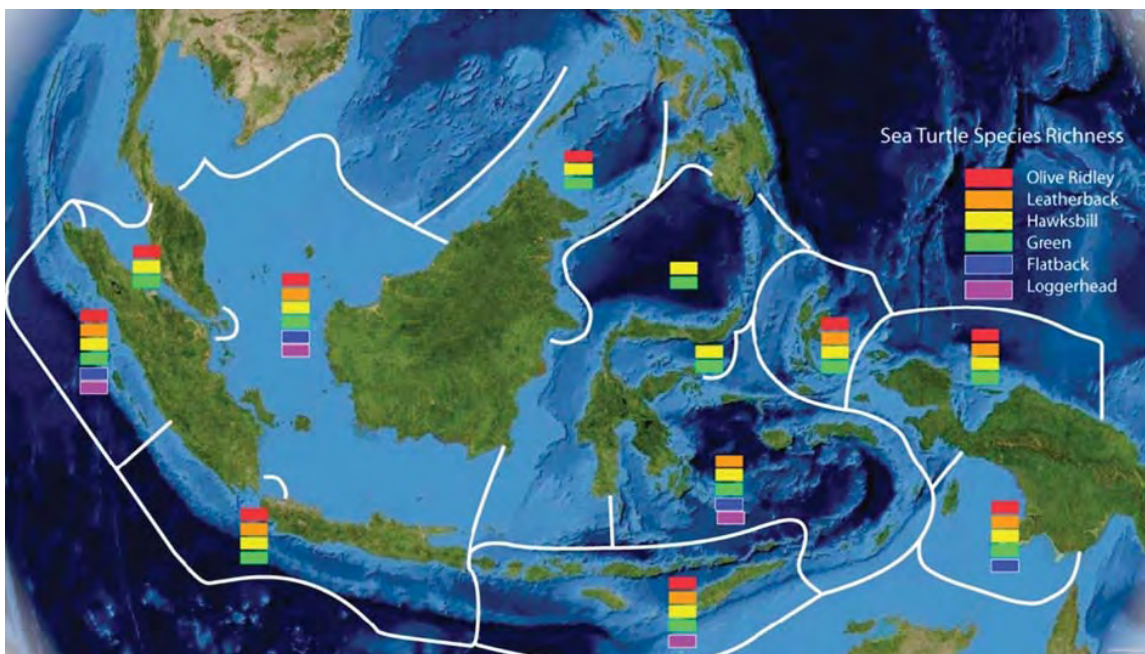 Sea Turtle Species Richness
Olive Ridley
Leatherback
Hawksbill
Green
Flatback
Loggerhead